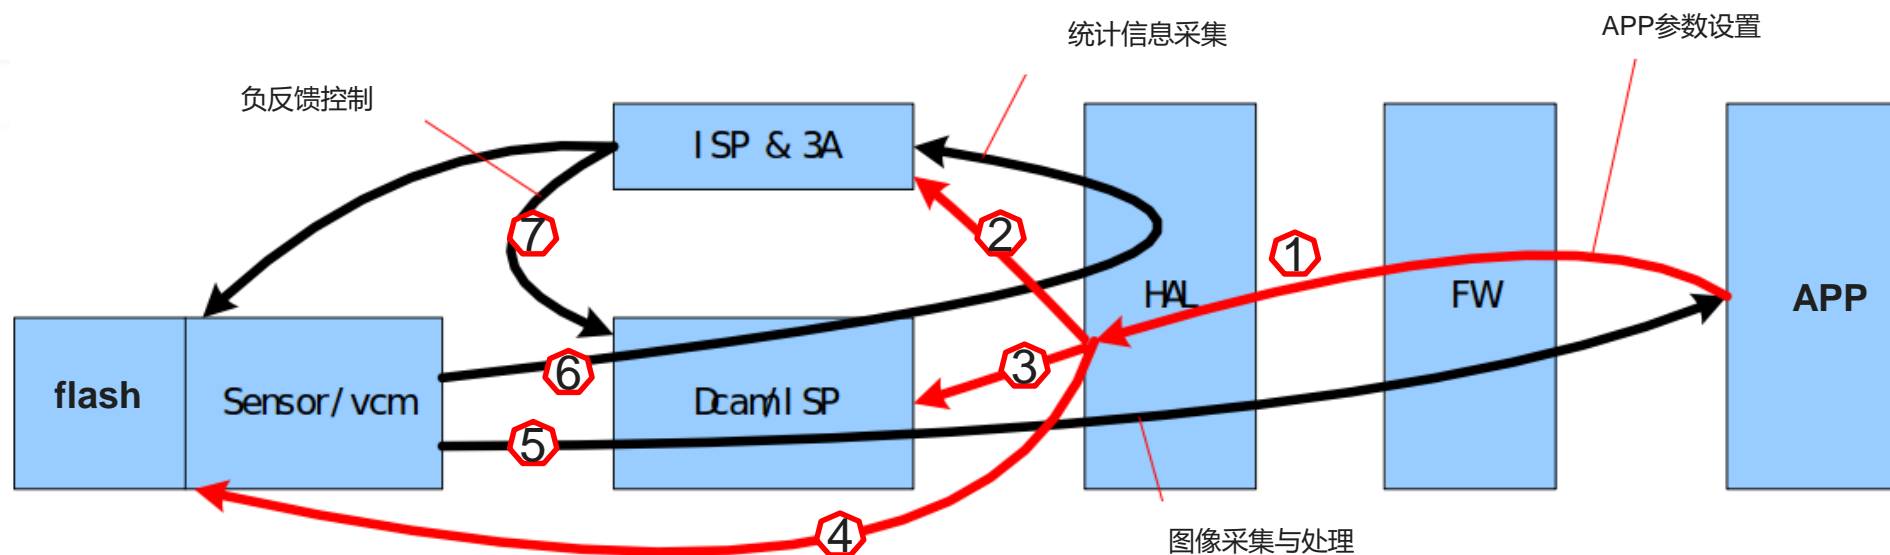 APP参数设置
统计信息采集
负反馈控制
ISP & 3A
7
2
1
HAL
FW
APP
6
3
flash
Sensor/vcm
Dcam/ISP
5
4
图像采集与处理